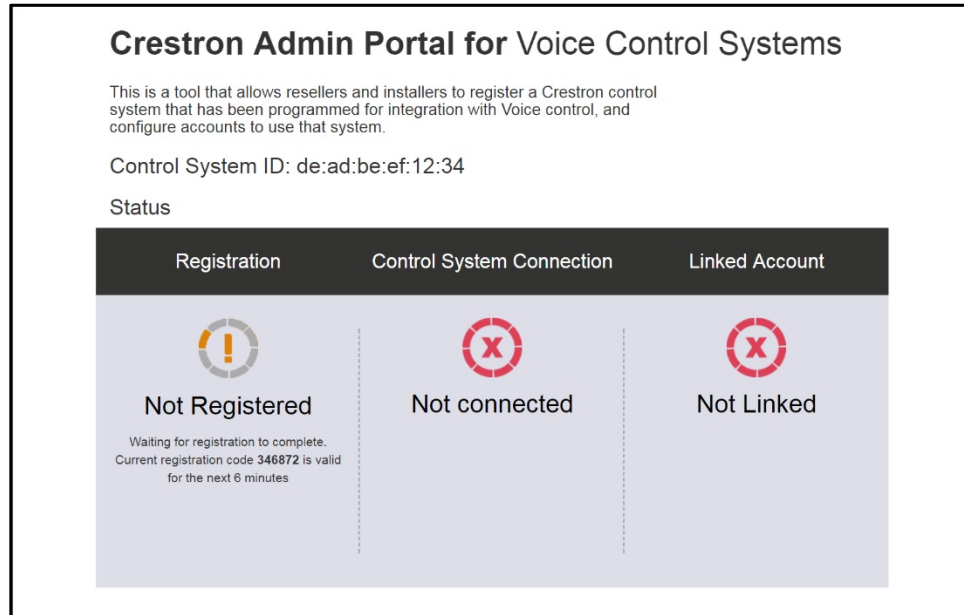 Crestron Admin Portal for Voice Control Systems
This is a tool that allows resellers and installers to register a Crestron control
system that has been programmed for integration with Voice control, and
configure accounts to use that system.
Control System ID: de:ad:be:ef:12:34
Status
Registration
Control System Connection
Linked Account
!
X
X
Not Registered
Not connected
Not Linked
Waiting for registration to complete.
Current registration code 346872 is valid
for the next 6 minutes